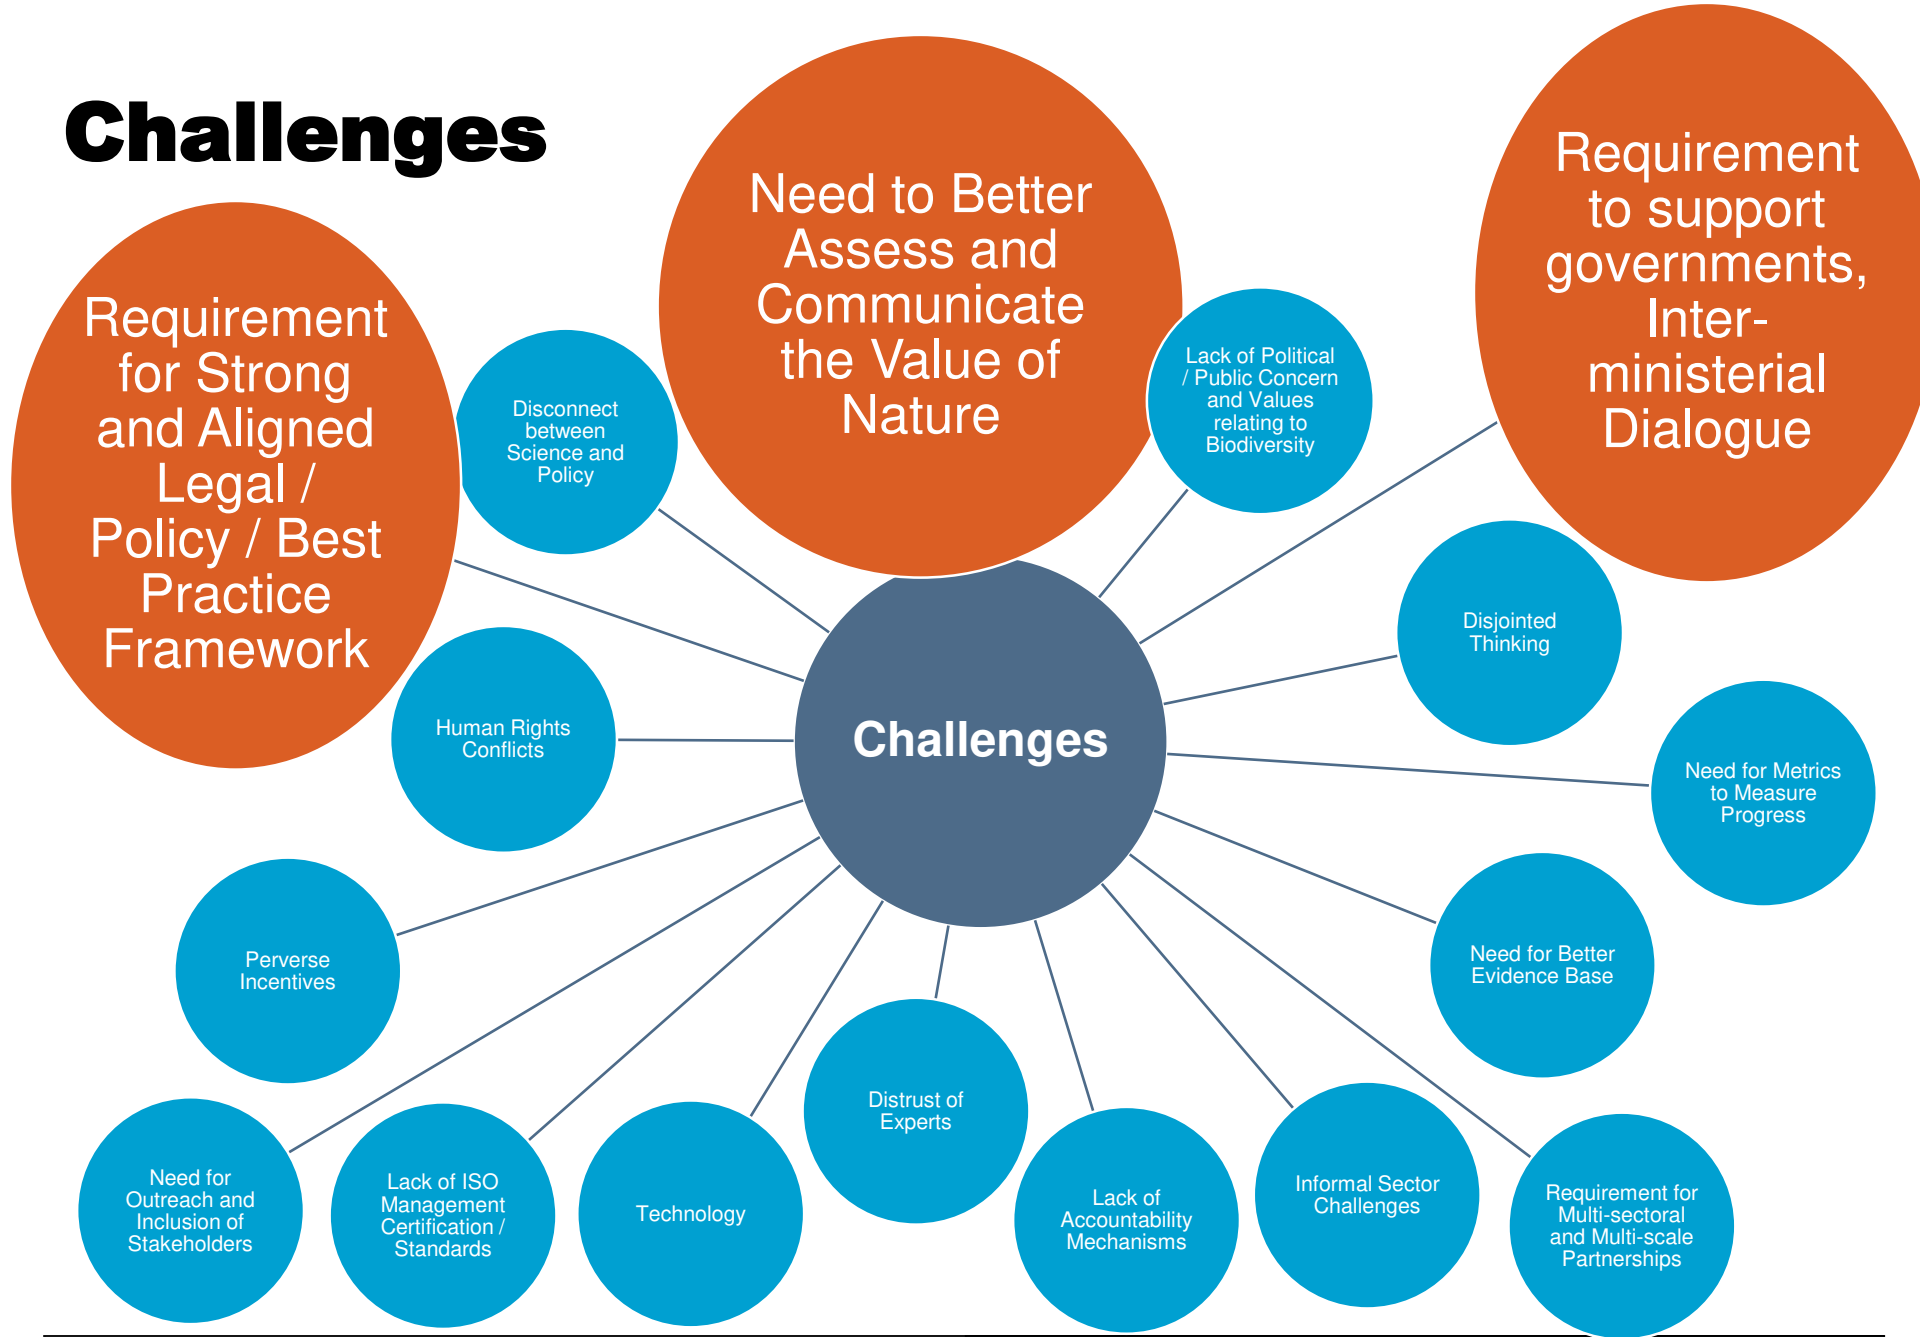 Challenges
Requirement
for Strong
and Aligned
Legal /
Policy / Best
Practice
Framework
Disconnect
between
Science and
Policy
Need to Better
Assess and
Communicate
the Value of
Nature
Lack of Political
/ Public Concern
and Values
relating to
Biodiversity
Requirement
to support
governments,
Inter-
ministerial
Dialogue
Disjointed
Thinking
Human Rights
Conflicts
Challenges
Need for Metrics
to Measure
Progress
Perverse
Incentives
Need for Better
Evidence Base
Need for
Outreach and
Inclusion of
Stakeholders
Lack of ISO
Management
Certification /
Standards
Technology
Distrust of
Experts
Lack of
Accountability
Mechanisms
Informal Sector
Challenges
Requirement for
Multi-sectoral
and Multi-scale
Partnerships